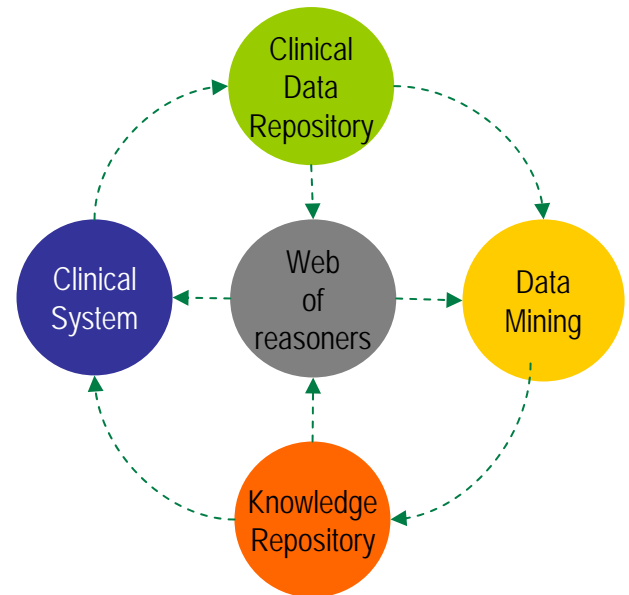 Clinical
Data
Repository
Clinical
System
Web
of
reasoners
Data
Mining
Knowledge
Repository